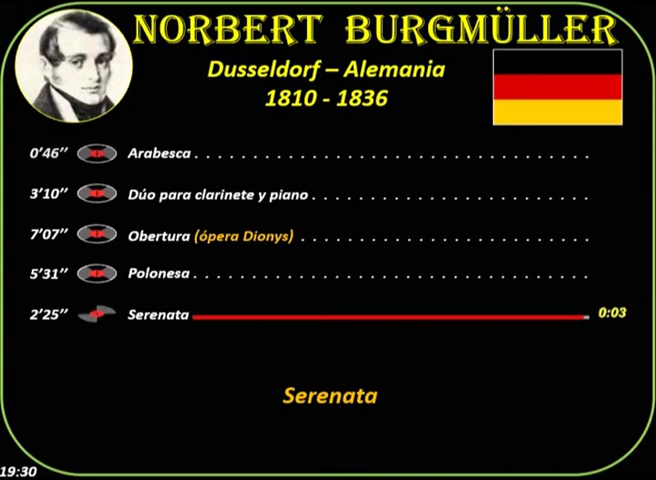 NORBERT BURGMÜLLER
Dusseldorf – Alemania
1810 - 1836
0'46'' Arabesca
3'10'' Dúo para clarinete y piano
7'07'' Obertura (ópera Dionys)
5'31'' Polonesa
2'25'' Serenata 0:03
Serenata
19:30